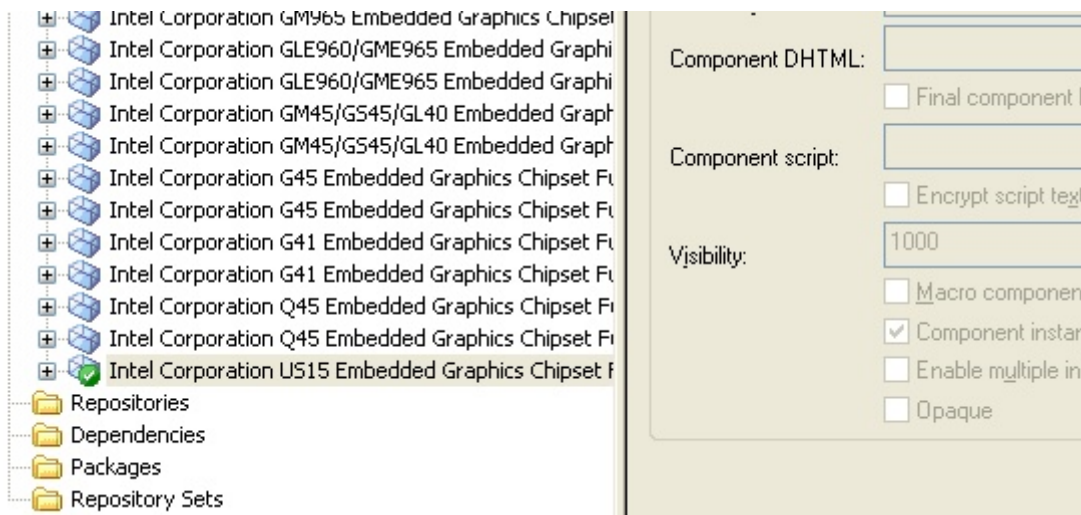 Intel Corporation GM965 Embedded Graphics Chipset
Intel Corporation GLE960/GME965 Embedded Graphi
Intel Corporation GLE960/GME965 Embedded Graphi
Intel Corporation GM45/GS45/GL40 Embedded Graph
Intel Corporation GM45/GS45/GL40 Embedded Graph
Intel Corporation G45 Embedded Graphics Chipset Fu
Intel Corporation G45 Embedded Graphics Chipset Fu
Intel Corporation G41 Embedded Graphics Chipset Fu
Intel Corporation G41 Embedded Graphics Chipset Fu
Intel Corporation Q45 Embedded Graphics Chipset F
Intel Corporation Q45 Embedded Graphics Chipset F
Intel Corporation US15 Embedded Graphics Chipset F
Repositories
Dependencies
Packages
Repository Sets
Component DHTML:
Final component
Component script:
Encrypt script text
Visibility:
1000
Macro componen
Component instan
Enable multiple in
Opaque